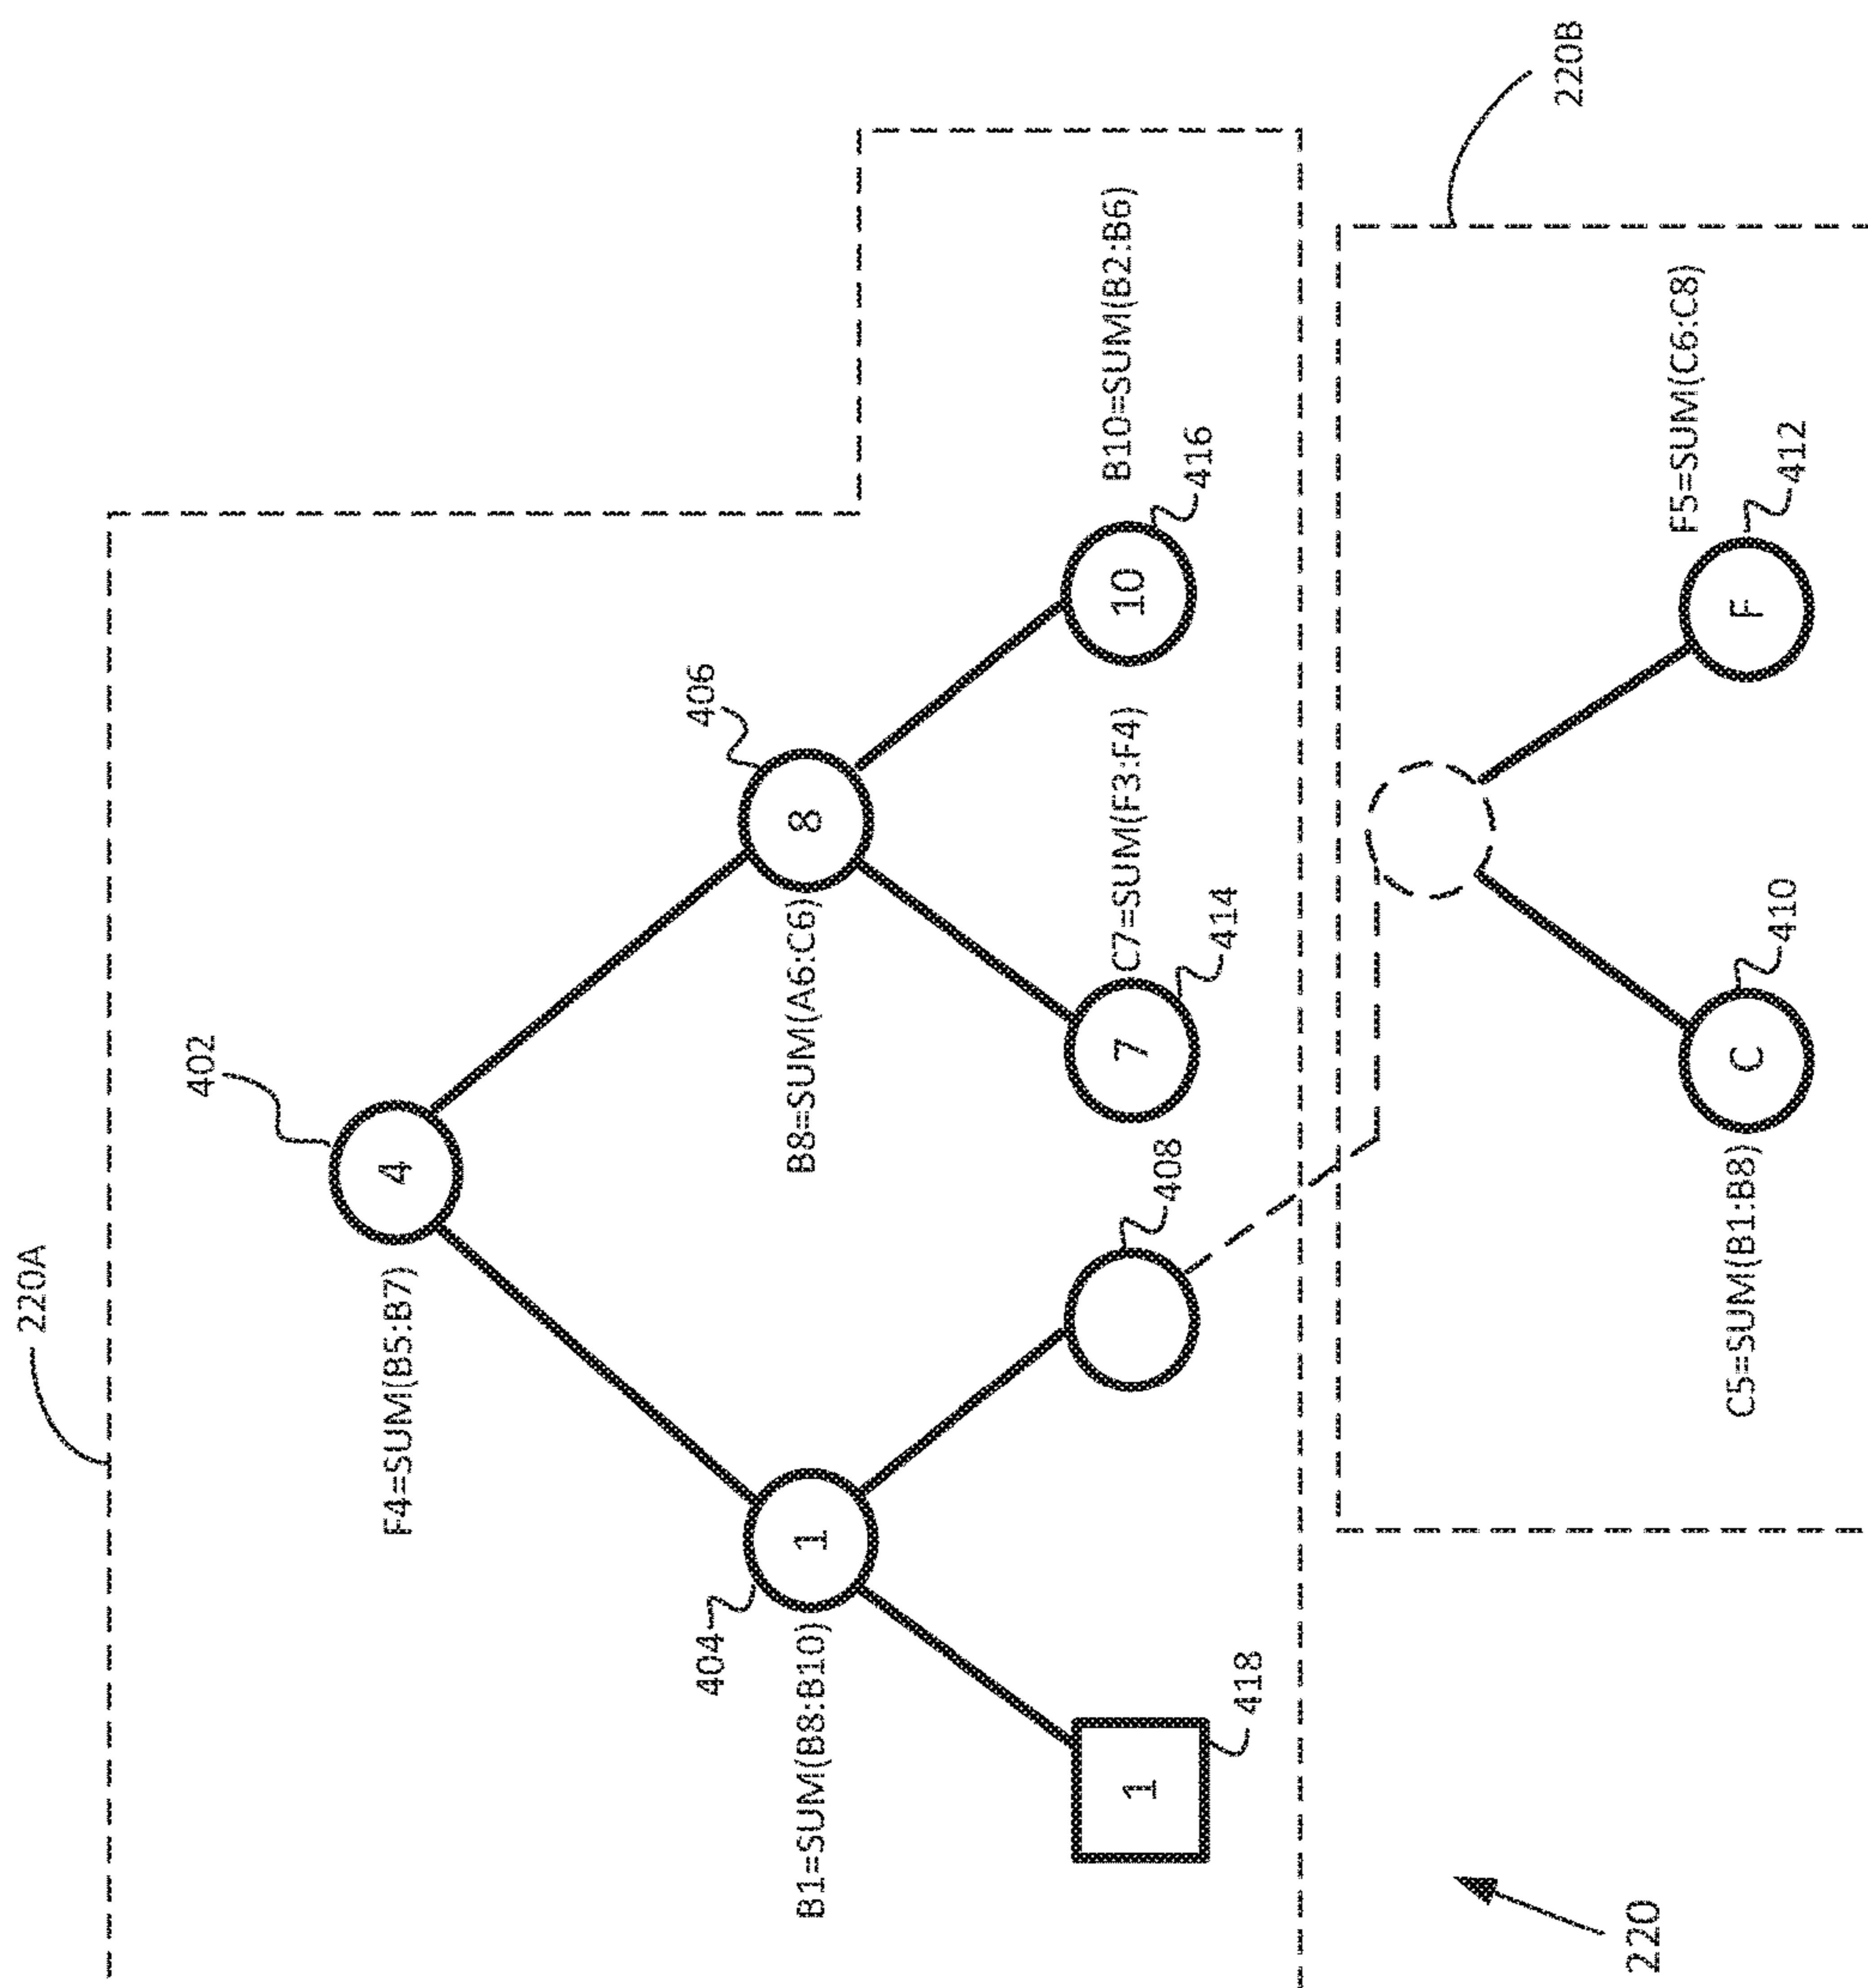 220A
402
4
F4=SUM(B5:B7)
404
1
B1=SUM(B8:B10)
406
8
B8=SUM(A6:C6)
1
418
408
7
C7=SUM(F3:F4)
414
10
B10=SUM(B2:B6)
416
220B
C
410
C5=SUM(B1:B8)
F
412
F5=SUM(C6:C8)
220